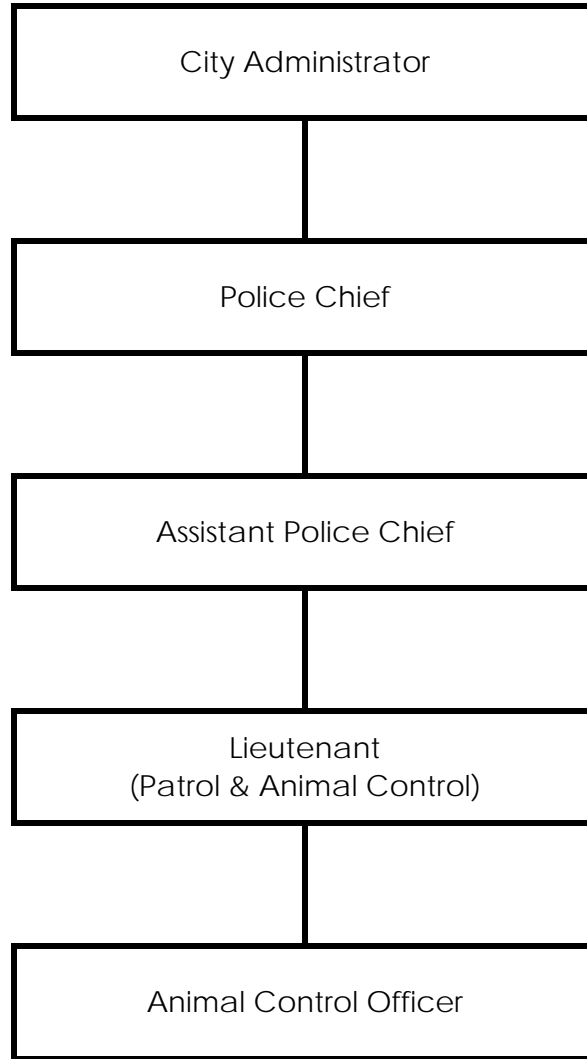 City Administrator
Police Chief
Assistant Police Chief
Lieutenant
(Patrol & Animal Control)
Animal Control Officer